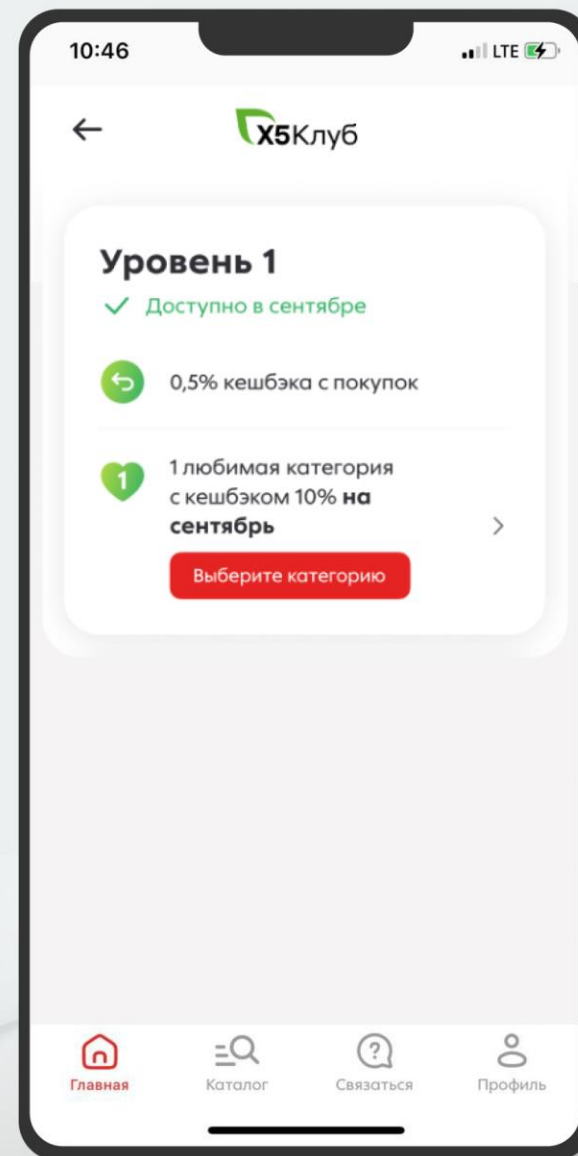 10:46
LTE
X5Клуб
Уровень 1
Доступно в сентябре
0,5% кешбэка с покупок
1
1 любимая категория
с кешбэком 10% на
сентябрь
Выберите категорию
Главная
Каталог
Связаться
Профиль